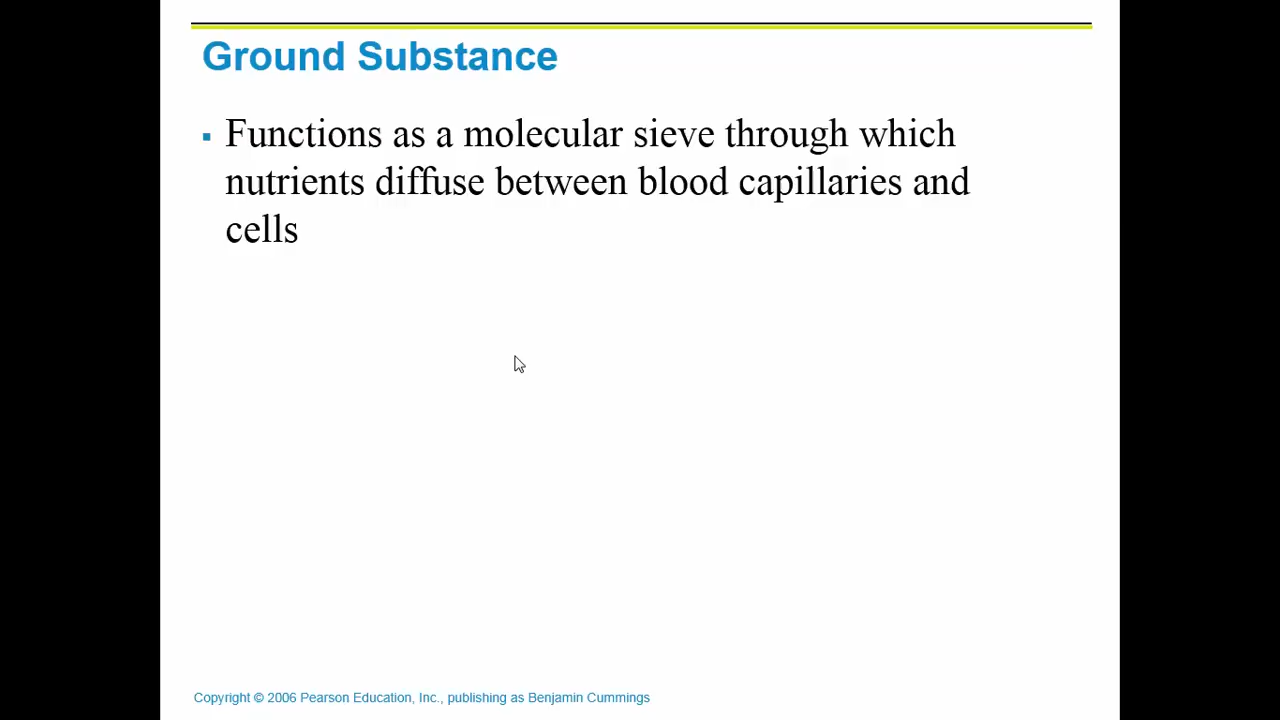 Ground Substance
▪ Functions as a molecular sieve through which
nutrients diffuse between blood capillaries and
cells
Copyright © 2006 Pearson Education, Inc., publishing as Benjamin Cummings